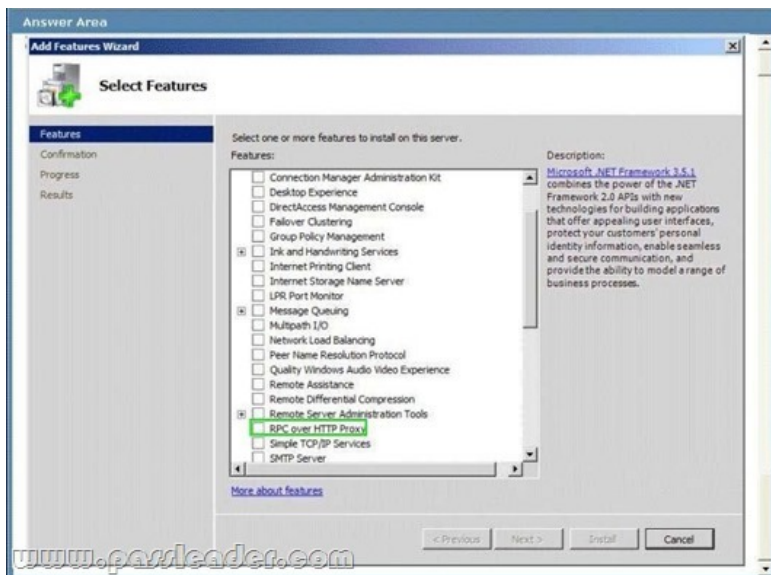 Answer Area
Add Features Wizard
Select Features
Features
Confirmation
Progress
Results
Select one or more features to install on this server.
Features:
Connection Manager Administration Kit
Desktop Experience
DirectAccess Management Console
Failover Clustering
Group Policy Management
Ink and Handwriting Services
Internet Printing Client
Internet Storage Name Server
LPR Port Monitor
Message Queuing
Multipath I/O
Network Load Balancing
Peer Name Resolution Protocol
Quality Windows Audio Video Experience
Remote Assistance
Remote Differential Compression
Remote Server Administration Tools
RPC over HTTP Proxy
Simple TCP/IP Services
SMTP Server
More about features
Description:
Microsoft .NET Framework 3.5.1
combines the power of the .NET
Framework 2.0 APIs with new
technologies for building applications
that offer appealing user interfaces,
protect your customers' personal
identity information, enable seamless
and secure communication, and
provide the ability to model a range of
business processes.
< Previous
Next >
Install
Cancel
www.passleader.com